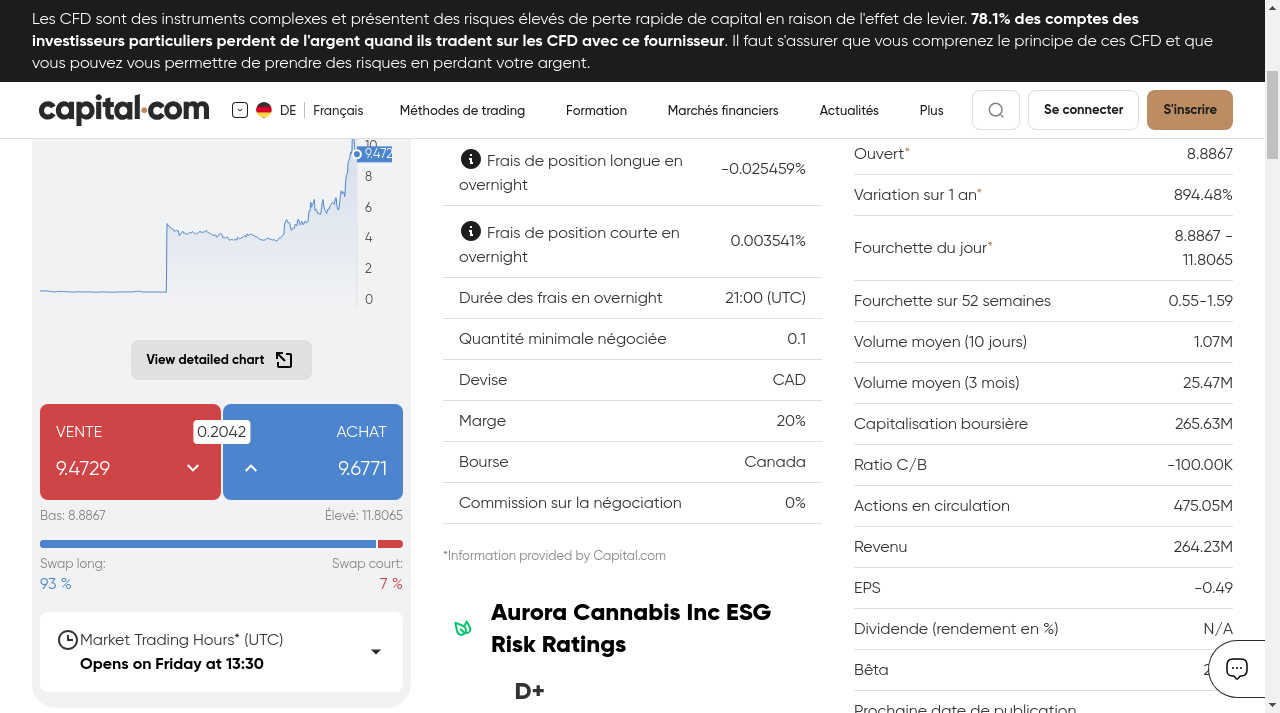 Les CFD sont des instruments complexes et présentent des risques élevés de perte rapide de capital en raison de l'effet de levier. 78.1% des comptes des
investisseurs particuliers perdent de l'argent quand ils tradent sur les CFD avec ce fournisseur. Il faut s'assurer que vous comprenez le principe de ces CFD et que
vous pouvez vous permettre de prendre des risques en perdant votre argent.
capital.com
DE
Français
Méthodes de trading
Formation
Marchés financiers
Actualités
Plus
Se connecter
S'inscrire
10
9.472
8
6
4
2
0
View detailed chart
VENTE
0.2042
ACHAT
9.4729
9.6771
Bas: 8.8867
Élevé: 11.8065
Swap long:
Swap court:
93 %
7 %
Market Trading Hours* (UTC)
Opens on Friday at 13:30
Frais de position longue en
overnight
-0.025459%
Frais de position courte en
overnight
0.003541%
Durée des frais en overnight
21:00 (UTC)
Quantité minimale négociée
0.1
Devise
CAD
Marge
20%
Bourse
Canada
Commission sur la négociation
0%
*Information provided by Capital.com
Aurora Cannabis Inc ESG
Risk Ratings
D+
Ouvert*
8.8867
Variation sur 1 an*
894.48%
Fourchette du jour*
8.8867 -
11.8065
Fourchette sur 52 semaines
0.55-1.59
Volume moyen (10 jours)
1.07M
Volume moyen (3 mois)
25.47M
Capitalisation boursière
265.63M
Ratio C/B
-100.00K
Actions en circulation
475.05M
Revenu
264.23M
EPS
-0.49
Dividende (rendement en %)
N/A
Bêta
Prochaine date de publication